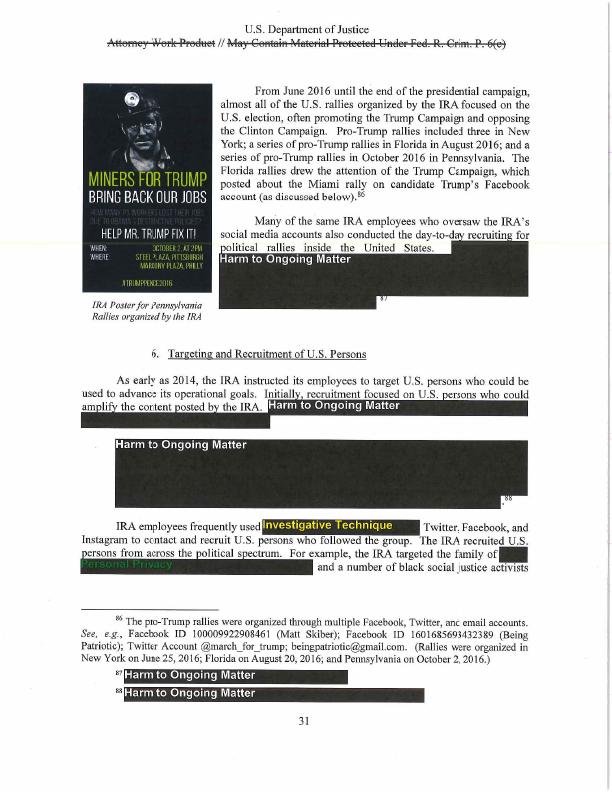 U.S. Department of Justice
Attorney Work Product // May Contain Material Protected Under Fed. R. Crim. P. 6(e)
MINERS FOR TRUMP
BRING BACK OUR JOBS
HOW MANY PA WORKERS LOST THEIR JOBS
DUE TO OBAMA'S DESTRUCTIVE POLICIES?
HELP MR. TRUMP FIX IT!
WHEN: OCTOBER 2, AT 2PM
WHERE: STEEL PLAZA, PITTSBURGH
MARCONY PLAZA, PHILLY
#TRUMPPENCE2016
IRA Poster for Pennsylvania
Rallies organized by the IRA
From June 2016 until the end of the presidential campaign,
almost all of the U.S. rallies organized by the IRA focused on the
U.S. election, often promoting the Trump Campaign and opposing
the Clinton Campaign. Pro-Trump rallies included three in New
York; a series of pro-Trump rallies in Florida in August 2016; and a
series of pro-Trump rallies in October 2016 in Pennsylvania. The
Florida rallies drew the attention of the Trump Campaign, which
posted about the Miami rally on candidate Trump's Facebook
account (as discussed below).86
Many of the same IRA employees who oversaw the IRA's
social media accounts also conducted the day-to-day recruiting for
political rallies inside the United States.
Harm to Ongoing Matter
87
6. Targeting and Recruitment of U.S. Persons
As early as 2014, the IRA instructed its employees to target U.S. persons who could be
used to advance its operational goals. Initially, recruitment focused on U.S. persons who could
amplify the content posted by the IRA. Harm to Ongoing Matter
Harm to Ongoing Matter
.88
IRA employees frequently used Investigative Technique Twitter, Facebook, and
Instagram to contact and recruit U.S. persons who followed the group. The IRA recruited U.S.
persons from across the political spectrum. For example, the IRA targeted the family of
Personal Privacy and a number of black social justice activists
86 The pro-Trump rallies were organized through multiple Facebook, Twitter, and email accounts.
See, e.g., Facebook ID 100009922908461 (Matt Skiber); Facebook ID 1601685693432389 (Being
Patriotic); Twitter Account @march_for_trump; beingpatriotic@gmail.com. (Rallies were organized in
New York on June 25, 2016; Florida on August 20, 2016; and Pennsylvania on October 2, 2016.)
87 Harm to Ongoing Matter
88 Harm to Ongoing Matter
31